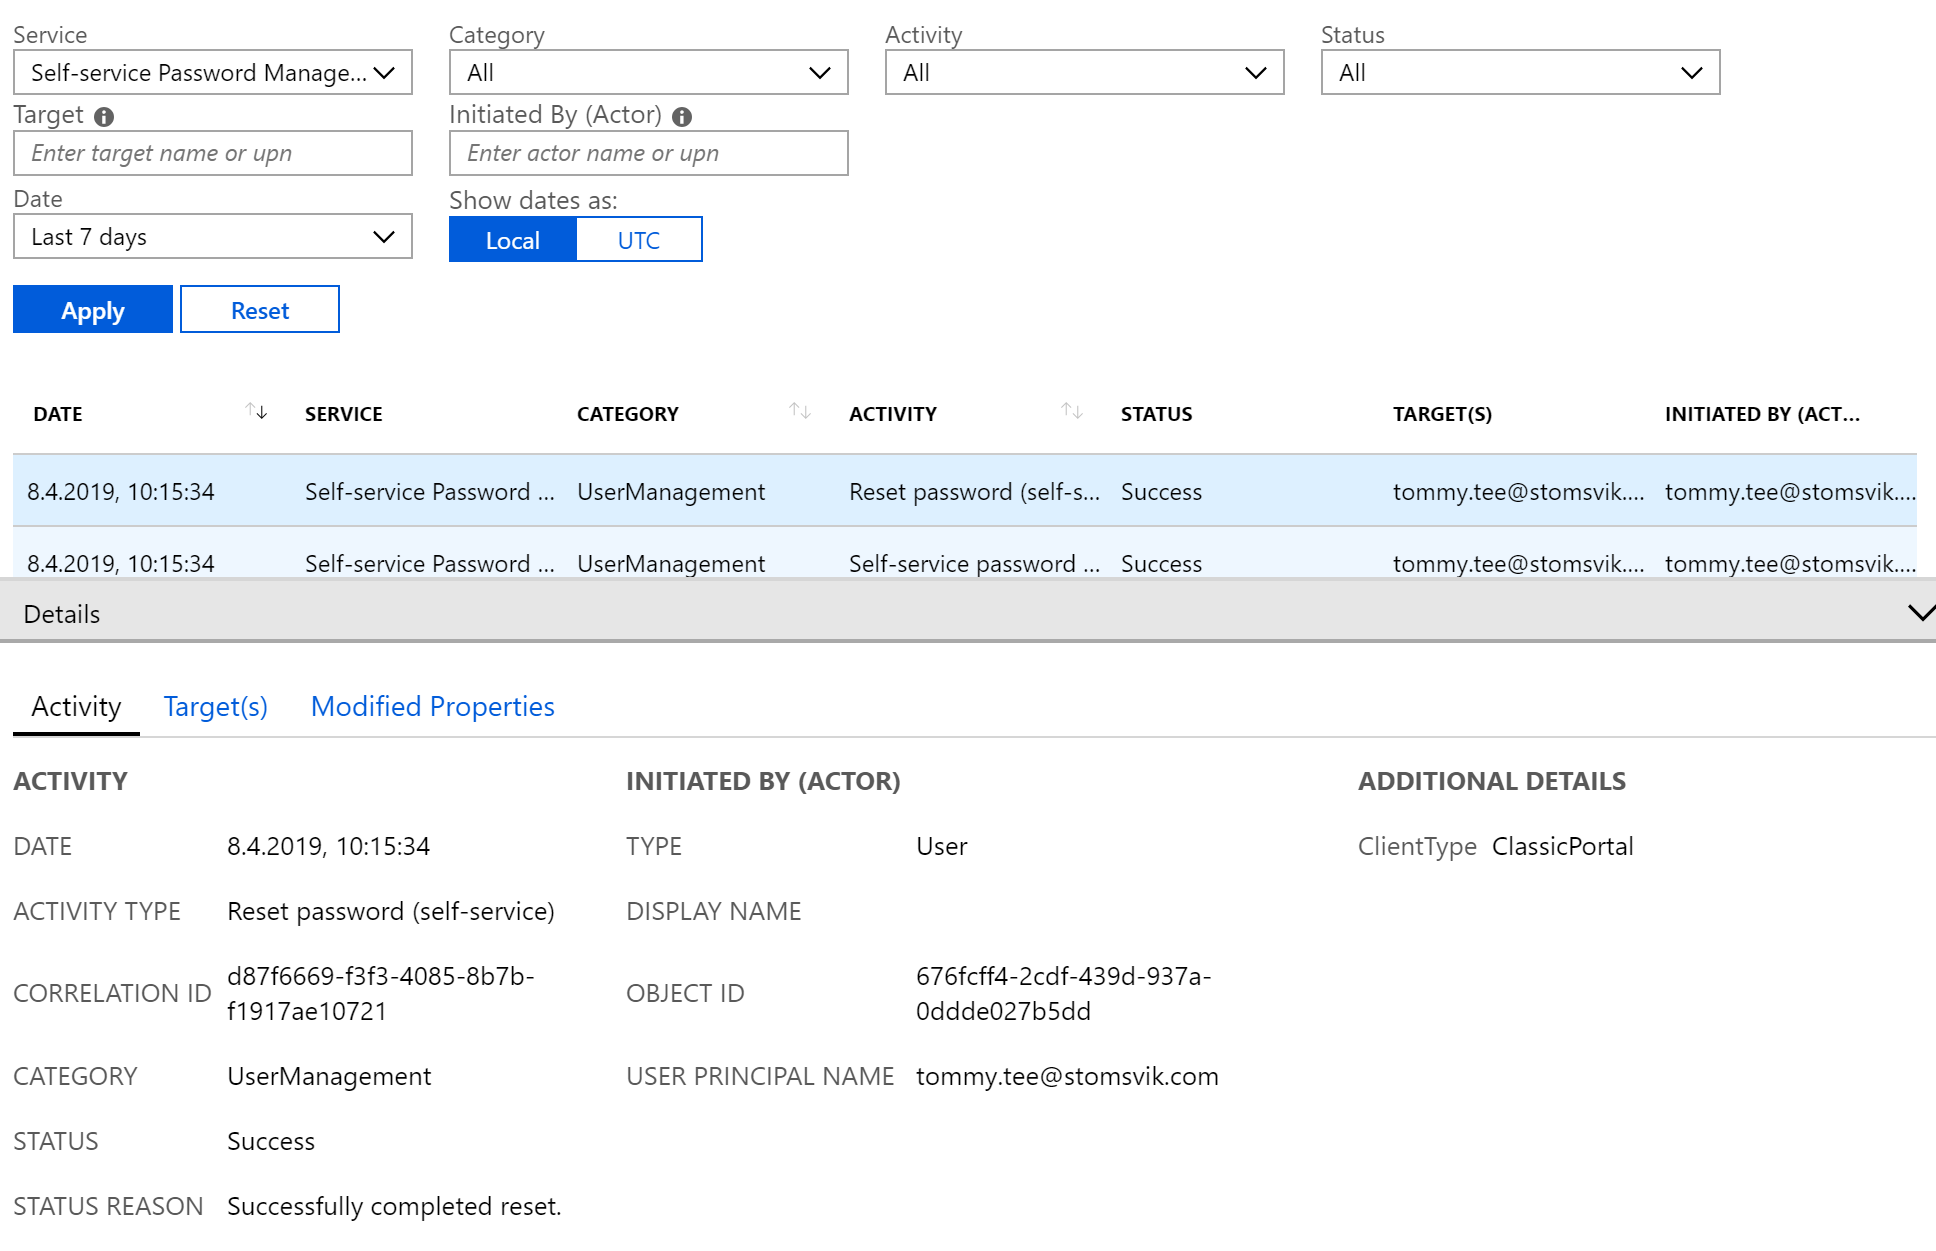 Service Category Activity Status
Self-service Password Manage... All All All
Target Initiated By (Actor)
Enter target name or upn Enter actor name or upn
Date Show dates as:
Last 7 days Local UTC
Apply Reset
DATE SERVICE CATEGORY ACTIVITY STATUS TARGET(S) INITIATED BY (ACT...
8.4.2019, 10:15:34 Self-service Password ... UserManagement Reset password (self-s... Success tommy.tee@stomsvik.... tommy.tee@stomsvik....
8.4.2019, 10:15:34 Self-service Password ... UserManagement Self-service password ... Success tommy.tee@stomsvik.... tommy.tee@stomsvik....
Details
Activity Target(s) Modified Properties
ACTIVITY INITIATED BY (ACTOR) ADDITIONAL DETAILS
DATE 8.4.2019, 10:15:34 TYPE User ClientType ClassicPortal
ACTIVITY TYPE Reset password (self-service) DISPLAY NAME
CORRELATION ID d87f6669-f3f3-4085-8b7b-
f1917ae10721
OBJECT ID 676fcff4-2cdf-439d-937a-
0ddde027b5dd
CATEGORY UserManagement USER PRINCIPAL NAME tommy.tee@stomsvik.com
STATUS Success
STATUS REASON Successfully completed reset.